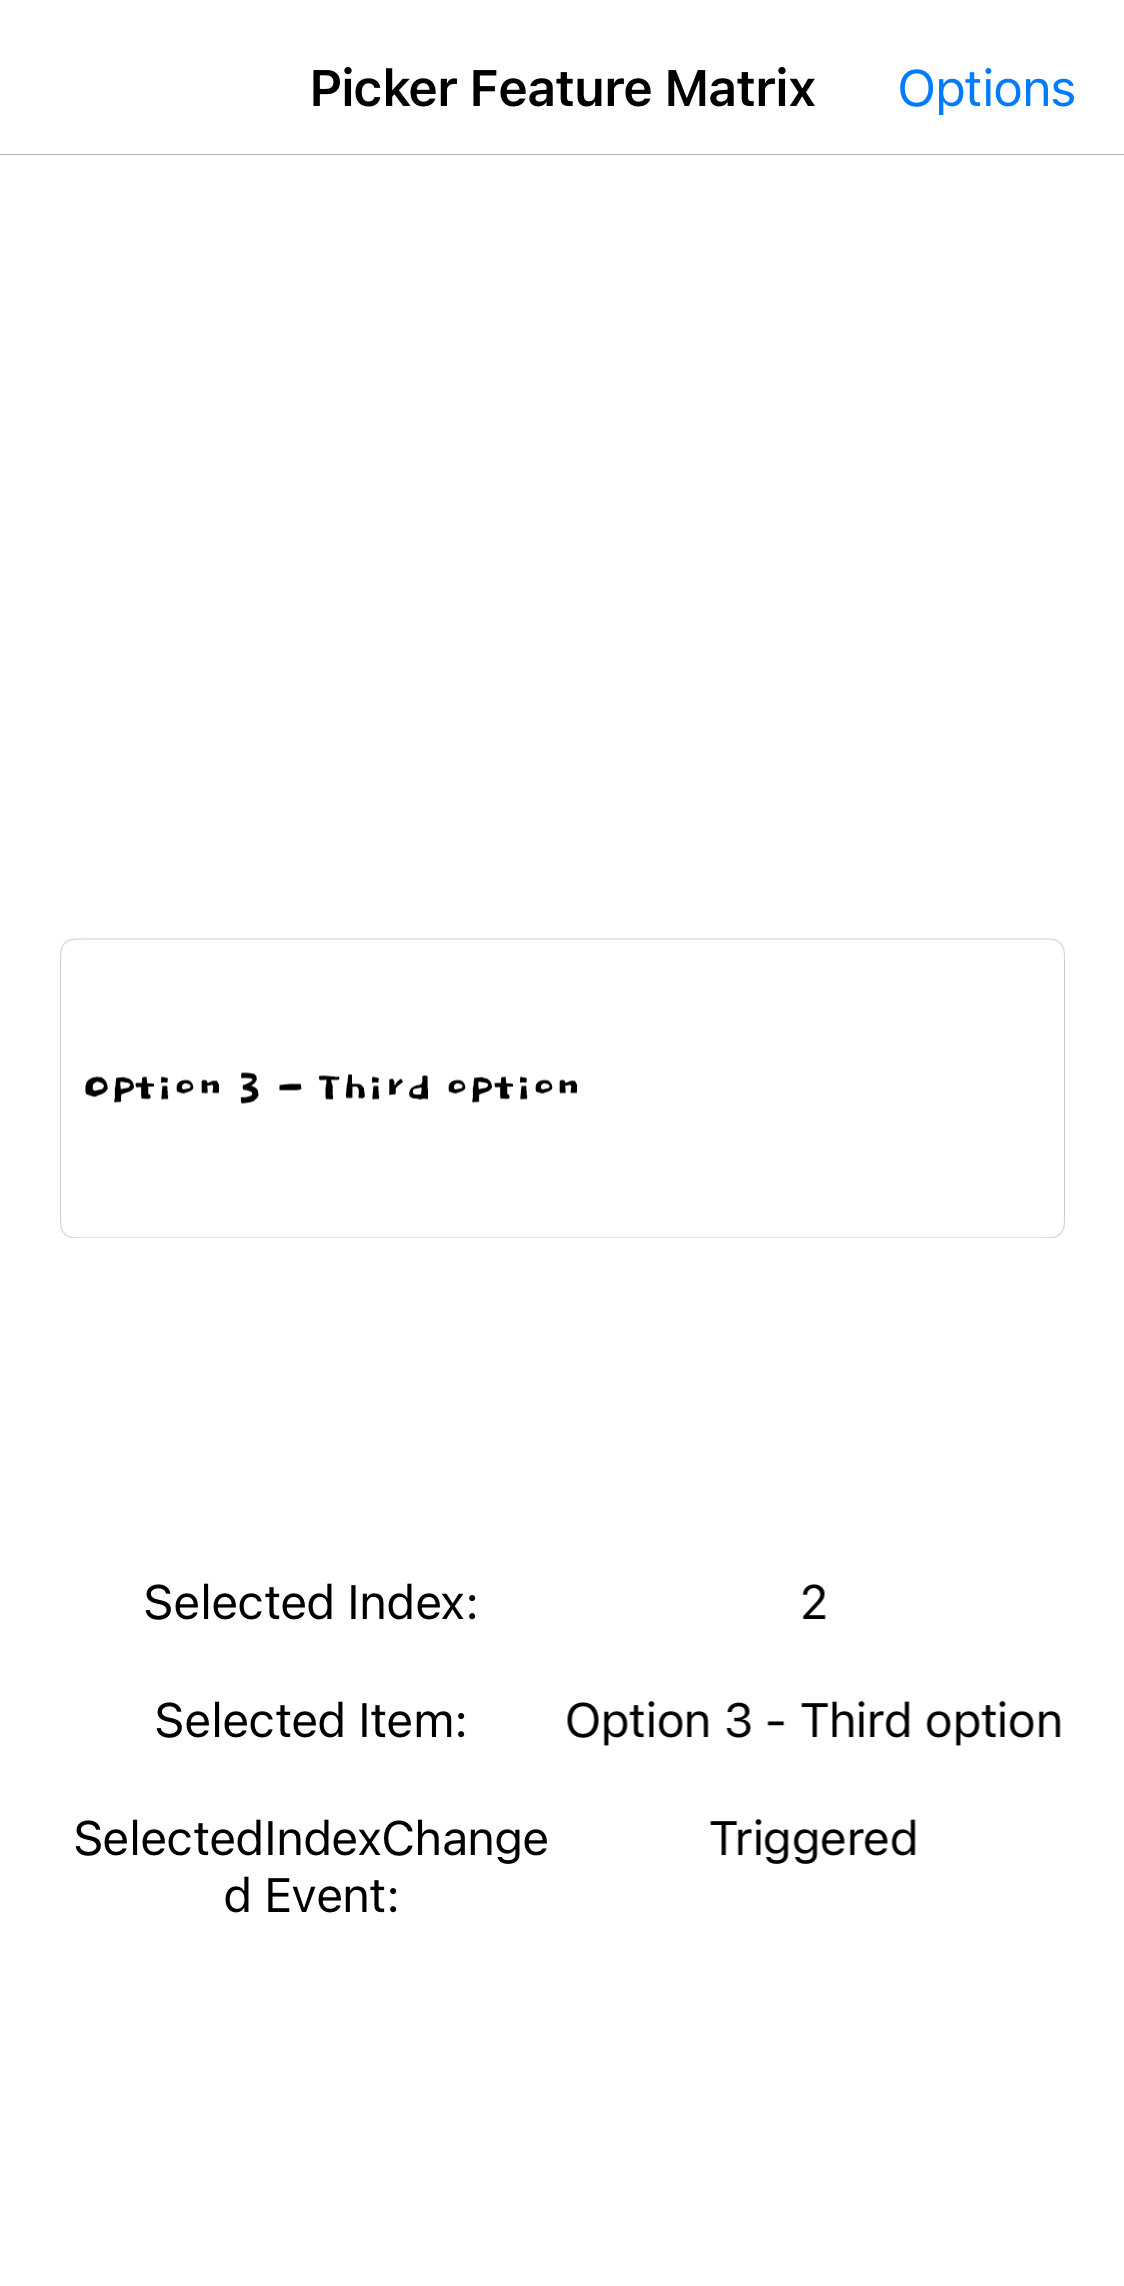 Picker Feature Matrix Options
Option 3 - Third option
Selected Index: 2
Selected Item: Option 3 - Third option
SelectedIndexChange Triggered
d Event: